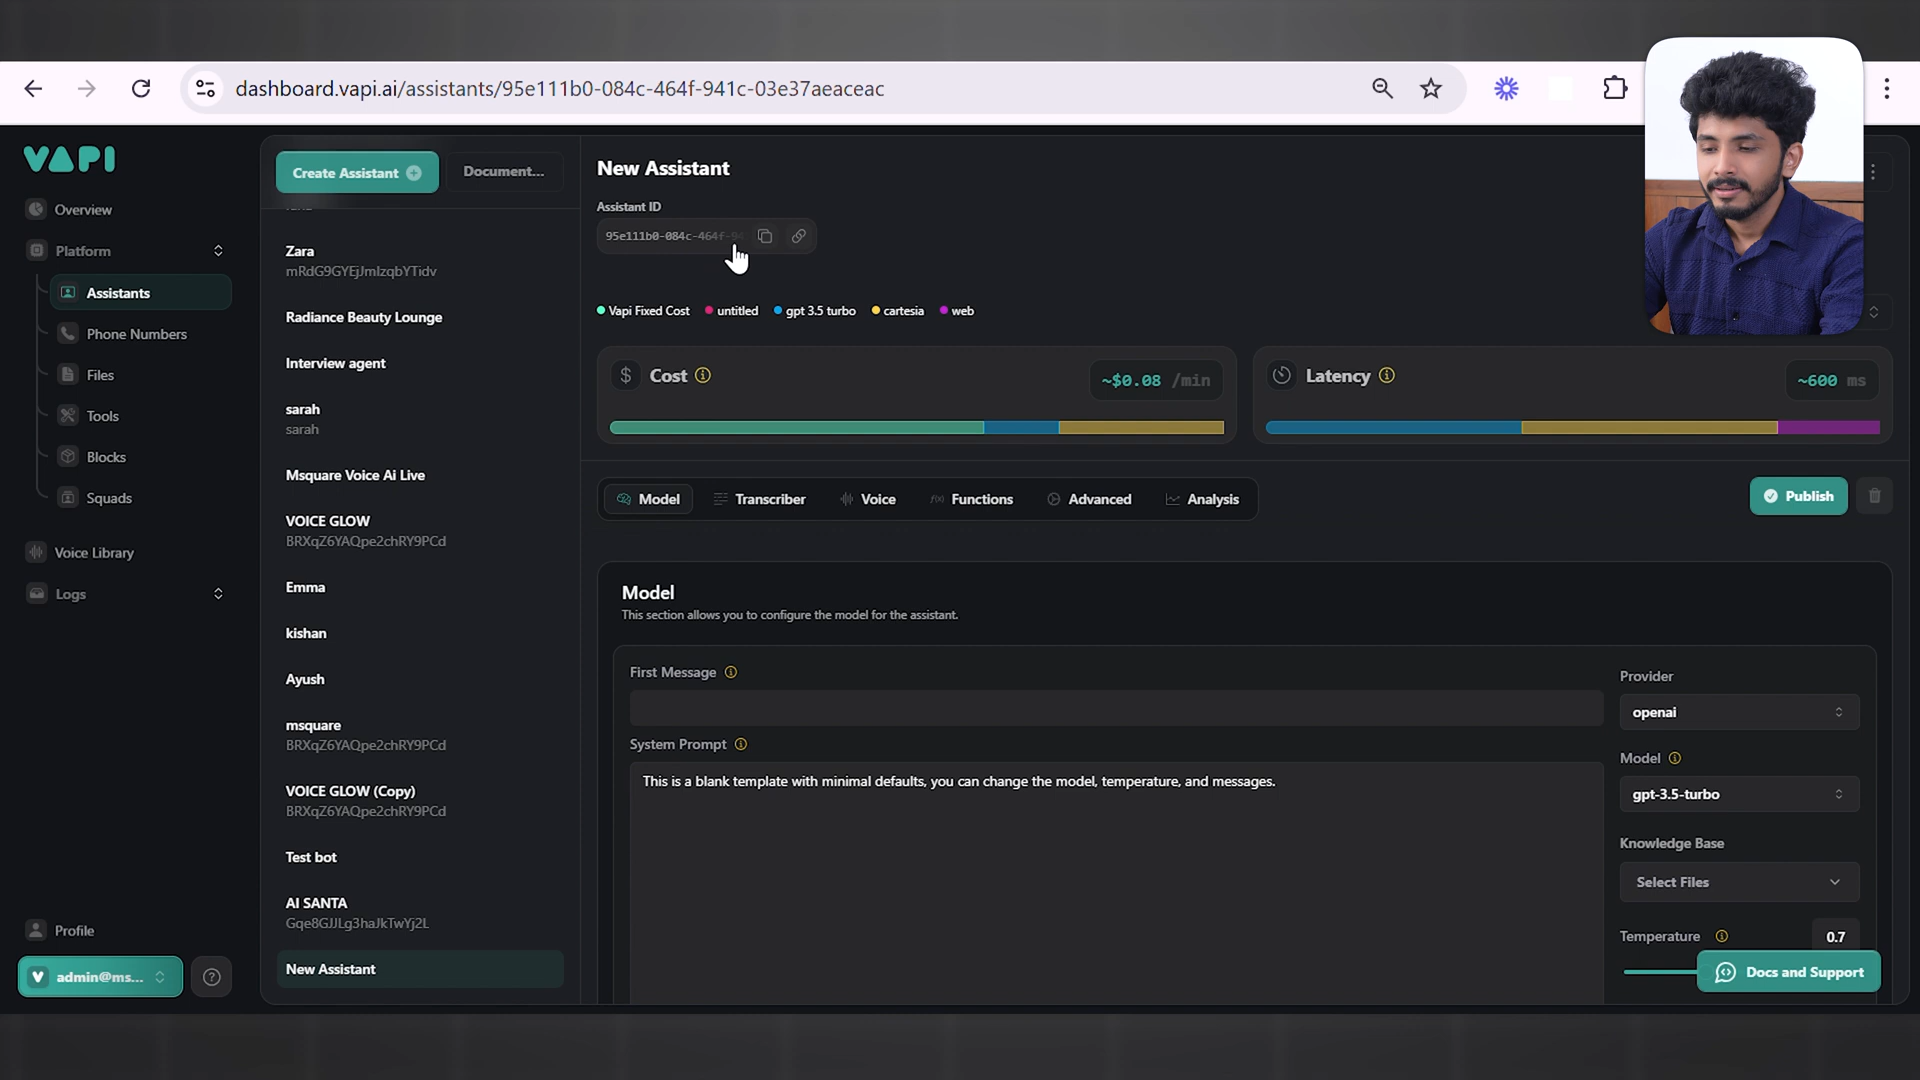 dashboard.vapi.ai/assistants/95e111b0-084c-464f-941c-03e37aeaceac
VAPI
Overview
Platform
Assistants
Phone Numbers
Files
Tools
Blocks
Squads
Voice Library
Logs
Profile
admin@ms...
Create Assistant
Document...
Zara
mRdG9GYEjJmlzqbYTidv
Radiance Beauty Lounge
Interview agent
sarah
sarah
Msquare Voice Ai Live
VOICE GLOW
BRXqZ6YAQpe2chRY9PCd
Emma
kishan
Ayush
msquare
BRXqZ6YAQpe2chRY9PCd
VOICE GLOW (Copy)
BRXqZ6YAQpe2chRY9PCd
Test bot
AI SANTA
Gqe8GJJLg3haJkTwYj2L
New Assistant
New Assistant
Assistant ID
95e111b0-084c-464f-94
Vapi Fixed Cost untitled gpt 3.5 turbo cartesia web
$ Cost ~$0.08 /min
Latency ~600 ms
Model Transcriber Voice Functions Advanced Analysis
Publish
Model
This section allows you to configure the model for the assistant.
First Message
System Prompt
This is a blank template with minimal defaults, you can change the model, temperature, and messages.
Provider
openai
Model
gpt-3.5-turbo
Knowledge Base
Select Files
Temperature 0.7
Docs and Support